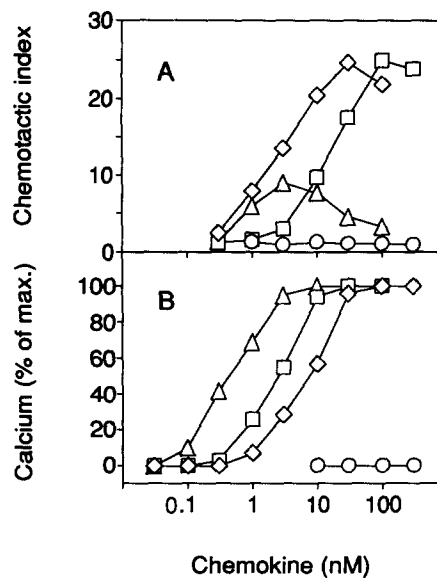 30
A
20
10
0
Chemotactic index
100
B
80
60
40
20
0
Calcium (% of max.)
0.1 1 10 100
Chemokine (nM)